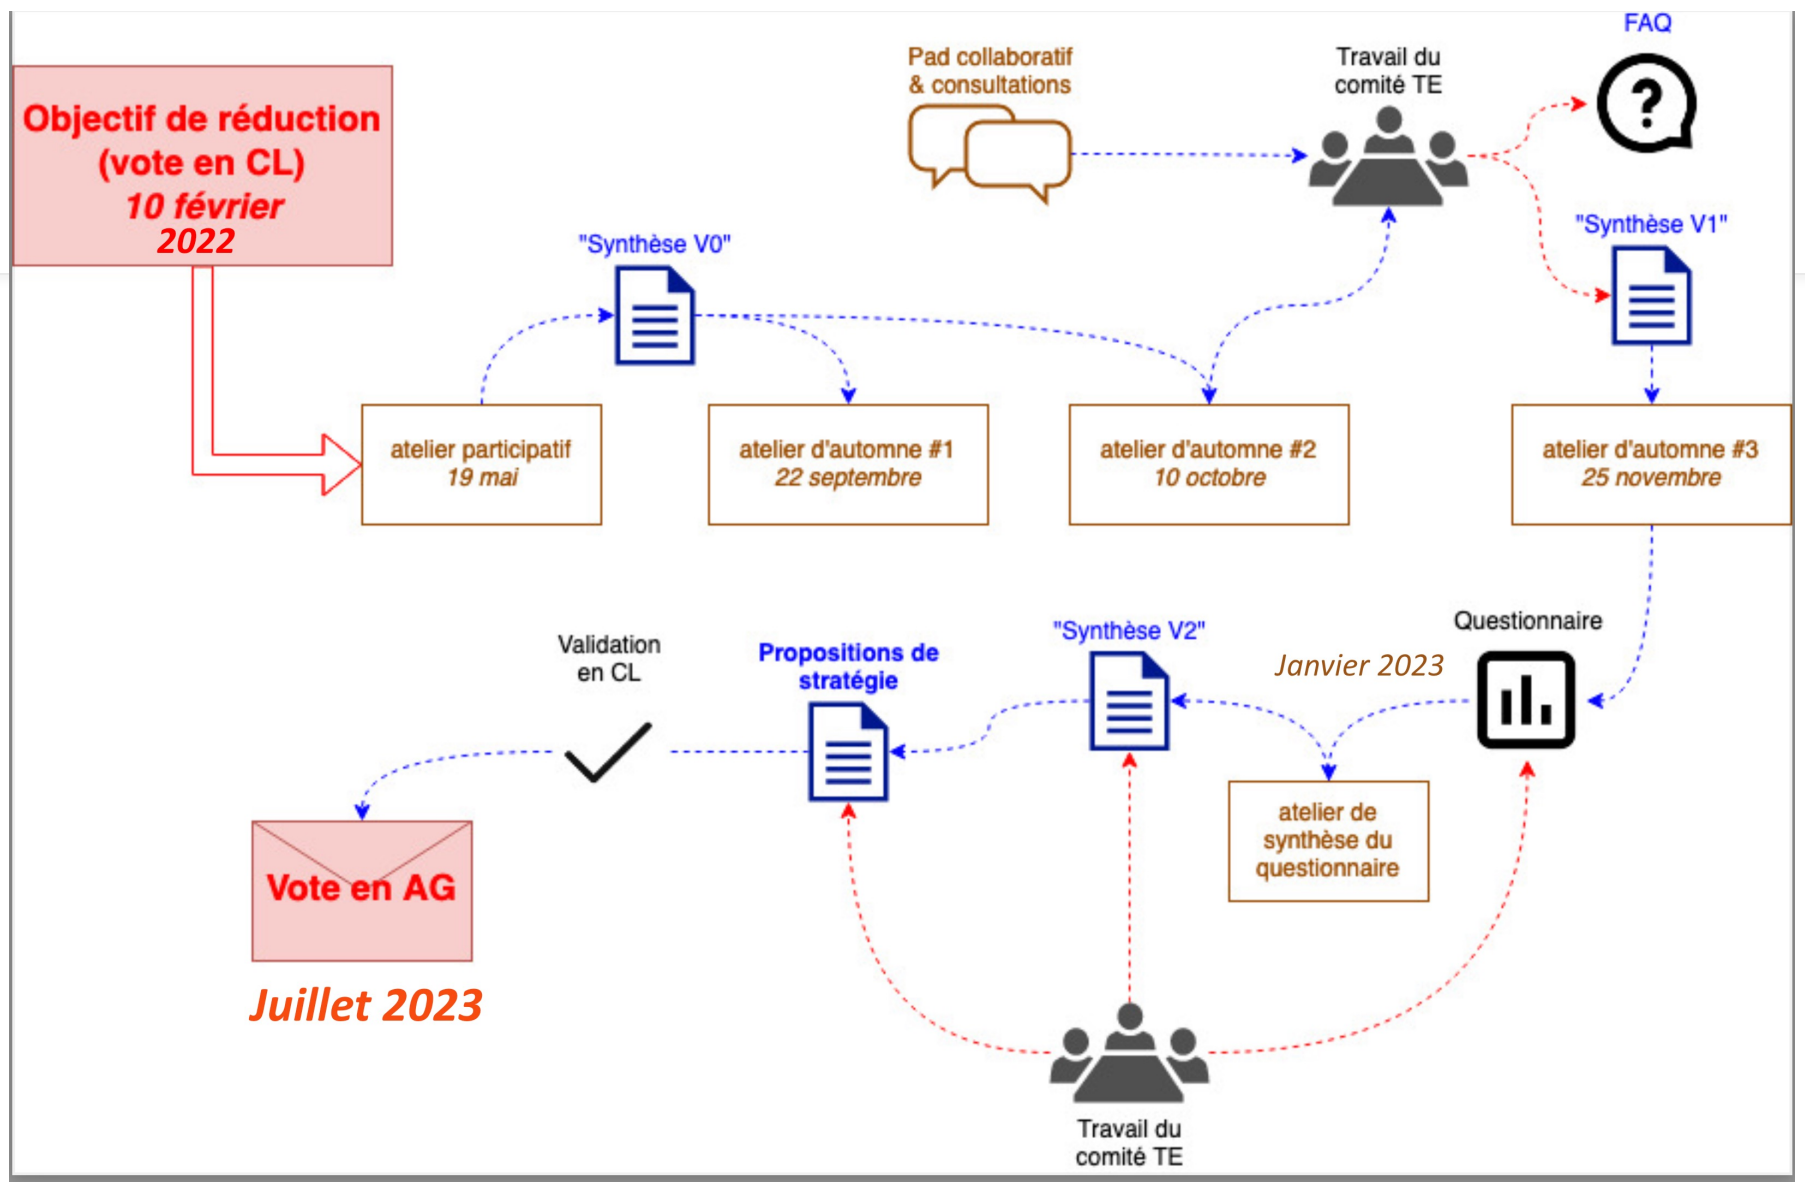 FAQ
Pad collaboratif
& consultations
Travail du
comité TE
Objectif de réduction
(vote en CL)
10 février
2022
"Synthèse V0"
"Synthèse V1"
atelier participatif
19 mai
atelier d'automne #1
22 septembre
atelier d'automne #2
10 octobre
atelier d'automne #3
25 novembre
Questionnaire
Janvier 2023
"Synthèse V2"
Propositions de
stratégie
Validation
en CL
atelier de
synthèse du
questionnaire
Vote en AG
Juillet 2023
Travail du
comité TE